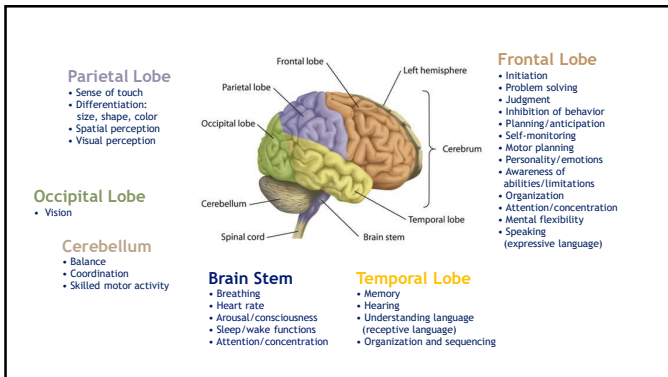 Parietal Lobe
• Sense of touch
• Differentiation:
size, shape, color
• Spatial perception
• Visual perception
Occipital Lobe
• Vision
Cerebellum
• Balance
• Coordination
• Skilled motor activity
Frontal lobe
Parietal lobe
Occipital lobe
Cerebellum
Spinal cord
Left hemisphere
Cerebrum
Temporal lobe
Brain stem
Brain Stem
• Breathing
• Heart rate
• Arousal/consciousness
• Sleep/wake functions
• Attention/concentration
Temporal Lobe
• Memory
• Hearing
• Understanding language
(receptive language)
• Organization and sequencing
Frontal Lobe
• Initiation
• Problem solving
• Judgment
• Inhibition of behavior
• Planning/anticipation
• Self-monitoring
• Motor planning
• Personality/emotions
• Awareness of
abilities/limitations
• Organization
• Attention/concentration
• Mental flexibility
• Speaking
(expressive language)